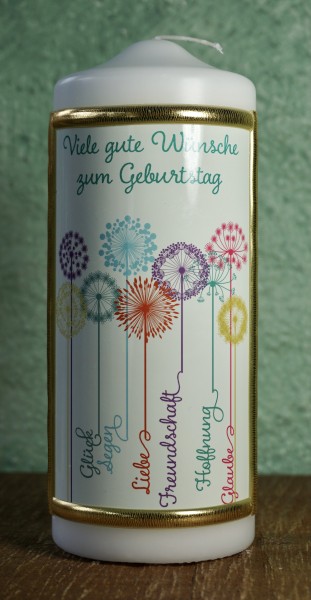 Viele gute Wünsche
zum Geburtstag
Glück
Segen
Liebe
Freundschaft
Hoffnung
Glaube